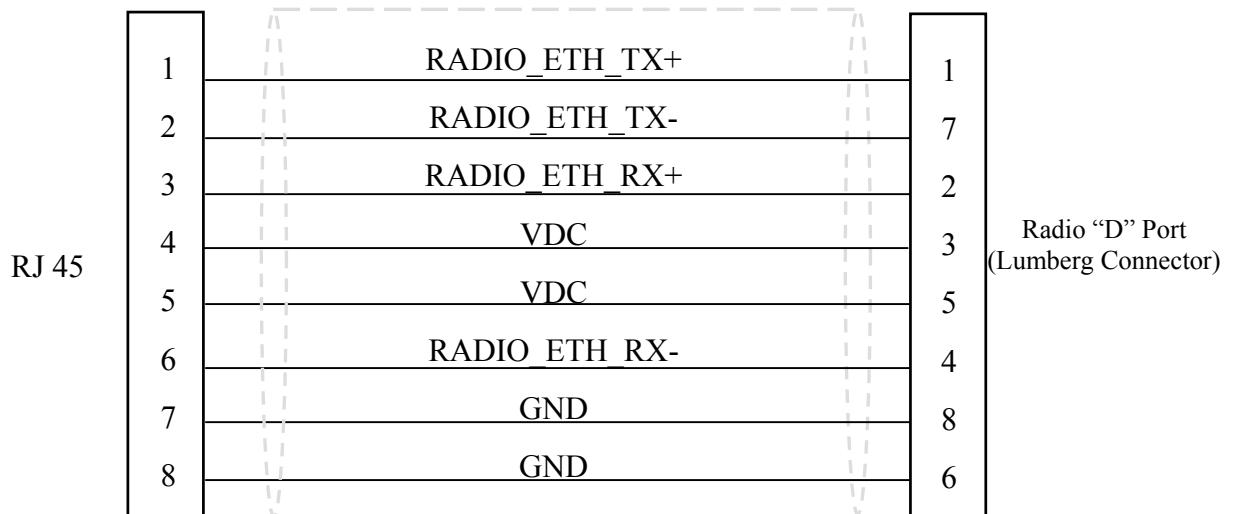 1 RADIO_ETH_TX+ 1
2 RADIO_ETH_TX- 7
3 RADIO_ETH_RX+ 2
4 VDC 3
RJ 45
Radio “D” Port
(Lumberg Connector)
5 VDC 5
6 RADIO_ETH_RX- 4
7 GND 8
8 GND 6